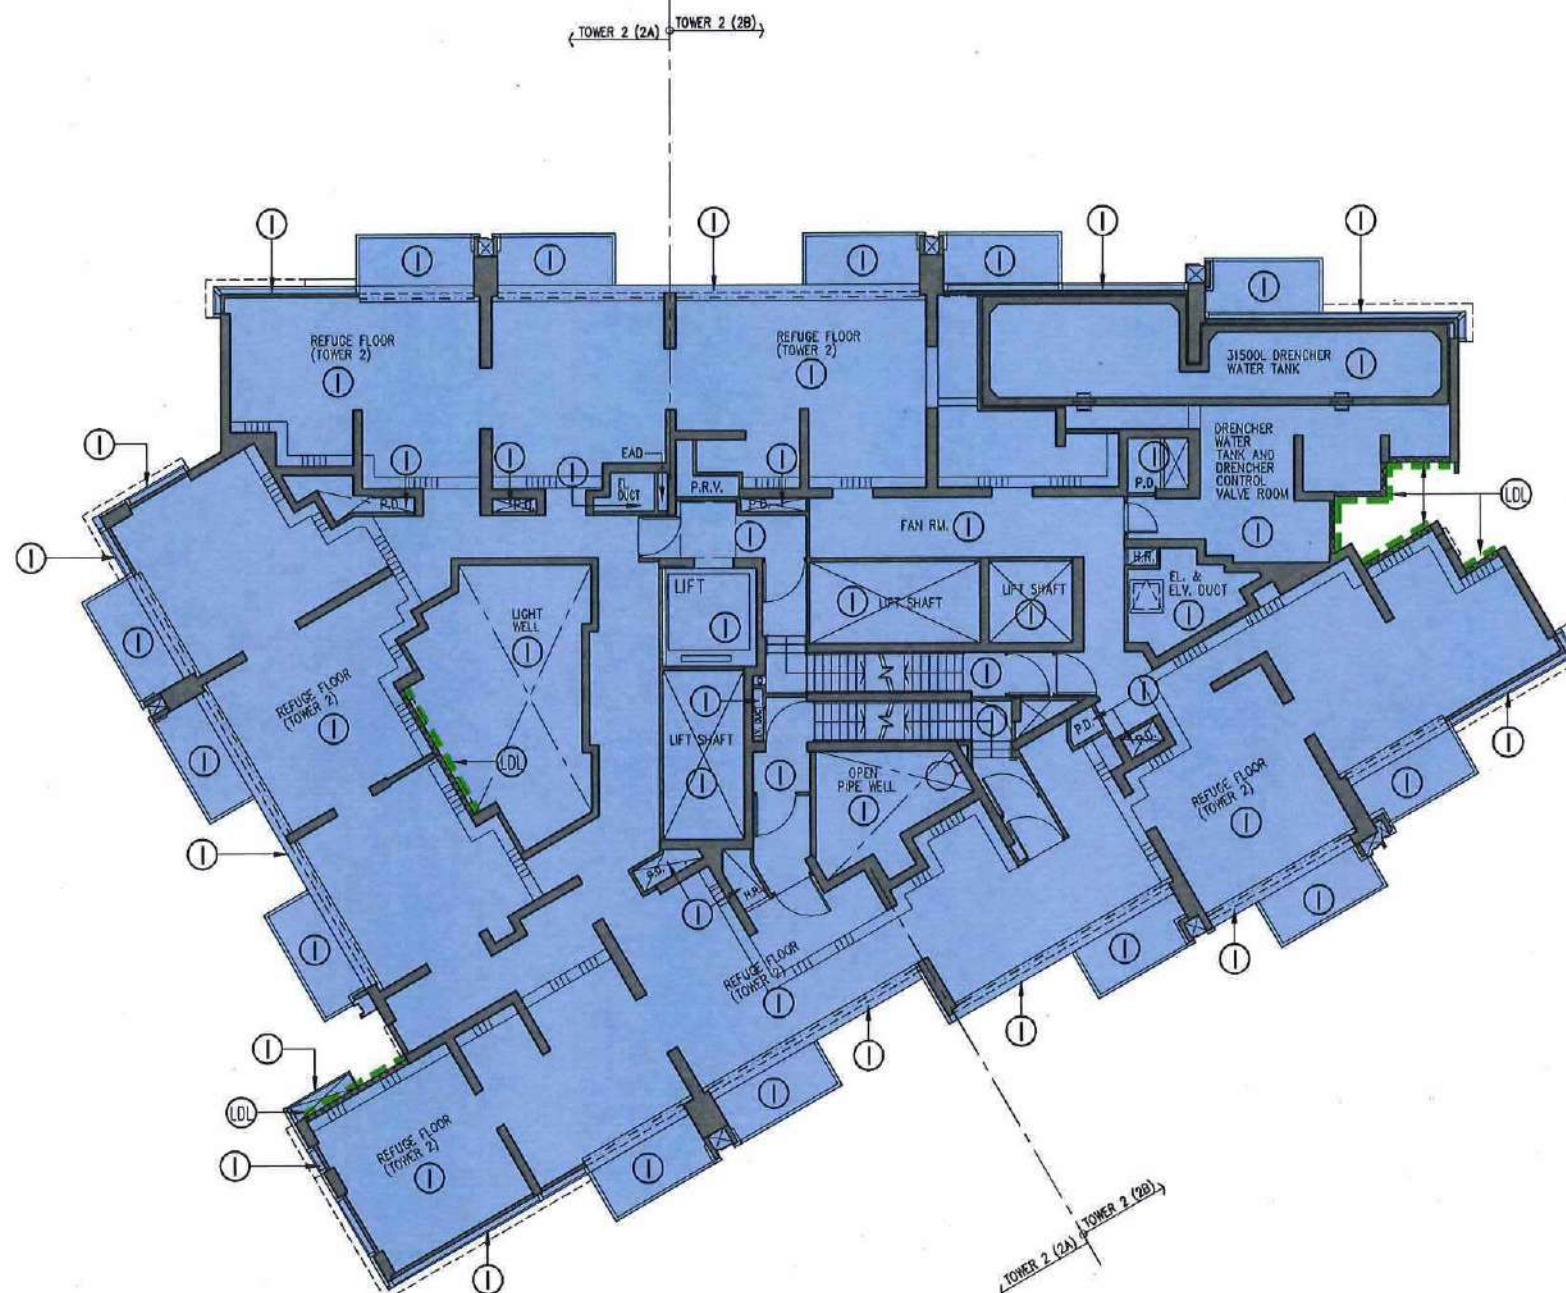 TOWER 2 (2A)
TOWER 2 (2B)
I
I
I
I
I
I
I
I
I
REFUGE FLOOR
(TOWER 2)
I
REFUGE FLOOR
(TOWER 2)
I
31500L DRENCHER
WATER TANK
I
I
I
I
I
EAD
I
EL.
DUCT
P.R.V.
I
DRENCHER
WATER
TANK AND
DRENCHER
CONTROL
VALVE ROOM
I
P.D.
LDL
P.D.
P.D.
P.D.
I
FAN RM.
I
I
I
H.R.
EL. &
ELV. DUCT
I
LIGHT
WELL
I
LIFT
I
I
LIFT SHAFT
LIFT SHAFT
I
I
I
I
I
REFUGE FLOOR
(TOWER 2)
I
I
I
LIFT SHAFT
I
I
P.D.
P.D.
I
LDL
I
I
OPEN
PIPE WELL
I
REFUGE FLOOR
(TOWER 2)
I
I
I
P.D.
H.R.
I
I
I
I
I
REFUGE FLOOR
(TOWER 2)
I
I
I
I
I
LDL
I
REFUGE FLOOR
(TOWER 2)
I
I
I
I
TOWER 2 (2A)
TOWER 2 (2B)